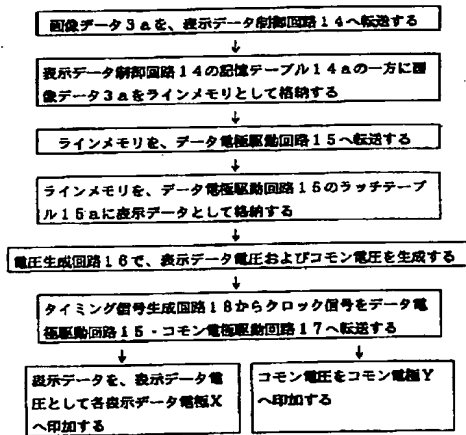 画像データ3aを、表示データ制御回路14へ転送する
↓
表示データ制御回路14の記憶テーブル14aの一方に画
像データ3aをラインメモリとして格納する
↓
ラインメモリを、データ電極駆動回路15へ転送する
↓
ラインメモリを、データ電極駆動回路15のラッチテーブ
ル15aに表示データとして格納する
↓
電圧生成回路16で、表示データ電圧およびコモン電圧を生成する
↓
タイミング信号生成回路18からクロック信号をデータ電
極駆動回路15・コモン電極駆動回路17へ転送する
↓ ↓
表示データを、表示データ電
圧として各表示データ電極X
へ印加する
コモン電圧をコモン電極Y
へ印加する